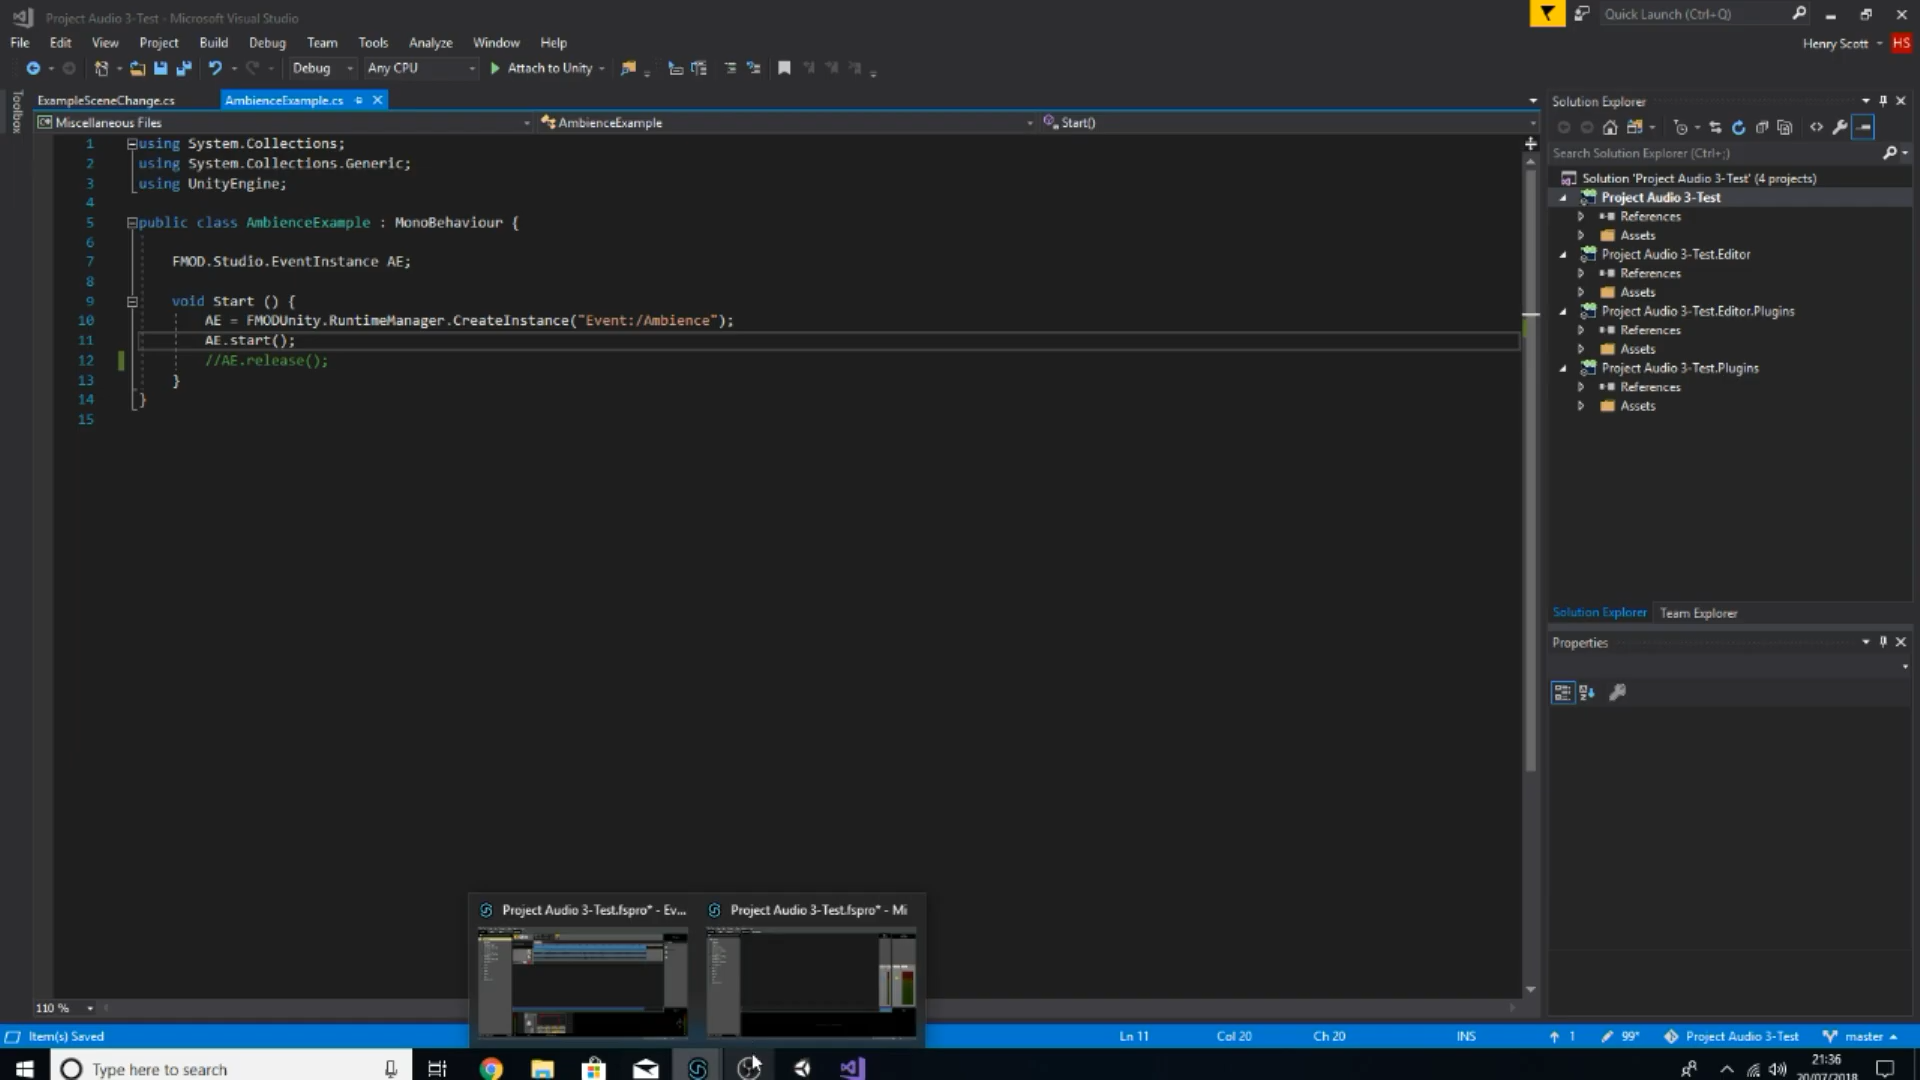 Project Audio 3-Test - Microsoft Visual Studio
Quick Launch (Ctrl+Q)
File Edit View Project Build Debug Team Tools Analyze Window Help
Henry Scott HS
Debug Any CPU Attach to Unity
Toolbox
ExampleSceneChange.cs AmbienceExample.cs
Solution Explorer
Miscellaneous Files AmbienceExample Start()
Search Solution Explorer (Ctrl+;)
1 using System.Collections;
2 using System.Collections.Generic;
3 using UnityEngine;
4
5 public class AmbienceExample : MonoBehaviour {
6
7 FMOD.Studio.EventInstance AE;
8
9 void Start () {
10 AE = FMODUnity.RuntimeManager.CreateInstance("Event:/Ambience");
11 AE.start();
12 //AE.release();
13 }
14 }
15
Solution 'Project Audio 3-Test' (4 projects)
Project Audio 3-Test
References
Assets
Project Audio 3-Test.Editor
References
Assets
Project Audio 3-Test.Editor.Plugins
References
Assets
Project Audio 3-Test.Plugins
References
Assets
Solution Explorer Team Explorer
Properties
Project Audio 3-Test.fspro* - Ev... Project Audio 3-Test.fspro* - Mi
110 %
Item(s) Saved Ln 11 Col 20 Ch 20 INS 1 99* Project Audio 3-Test master
Type here to search
21:36
20/07/2018